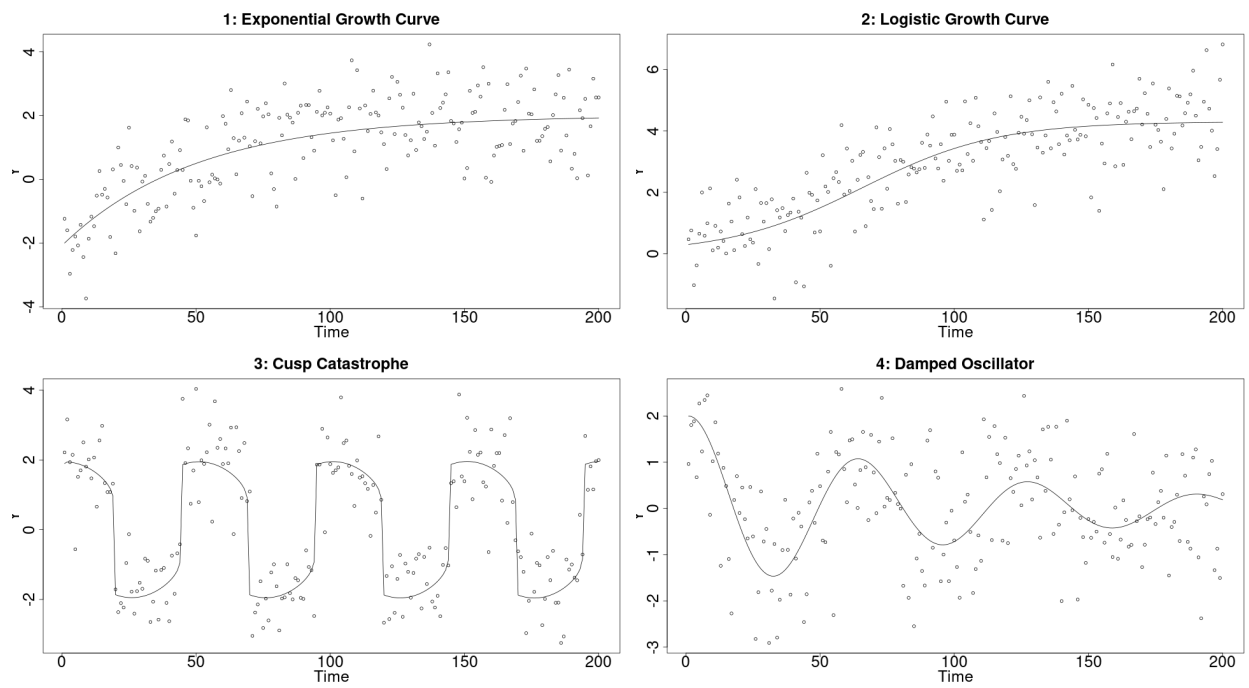 1: Exponential Growth Curve
4
2
0
-2
-4
0 50 100 150 200
Time
2: Logistic Growth Curve
6
4
2
0
0 50 100 150 200
Time
3: Cusp Catastrophe
4
2
0
-2
0 50 100 150 200
Time
4: Damped Oscillator
2
1
0
-1
-2
-3
0 50 100 150 200
Time